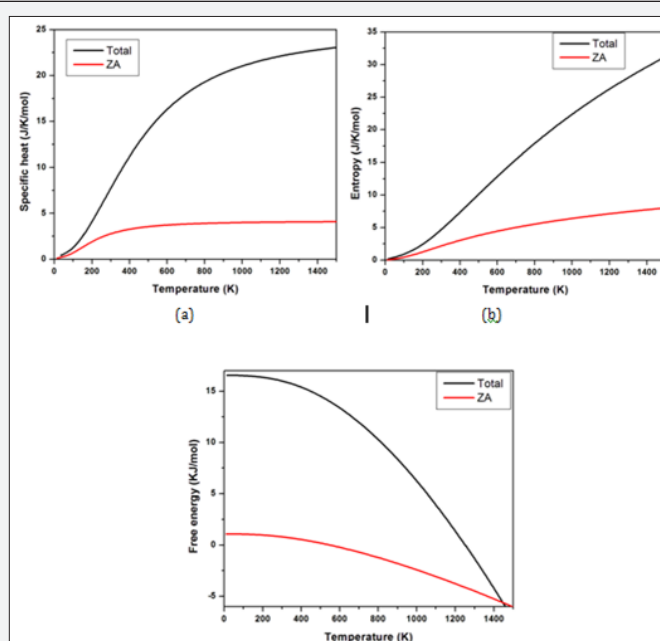 Total
ZA
Specific heat (J/K/mol)
25
20
15
10
5
0
0 200 400 600 800 1000 1200 1400
Temperature (K)
(a)
Total
ZA
Entropy (J/K/mol)
35
30
25
20
15
10
5
0
0 200 400 600 800 1000 1200 1400
Temperature (K)
(b)
Total
ZA
Free energy (KJ/mol)
15
10
5
0
-5
0 200 400 600 800 1000 1200 1400
Temperature (K)